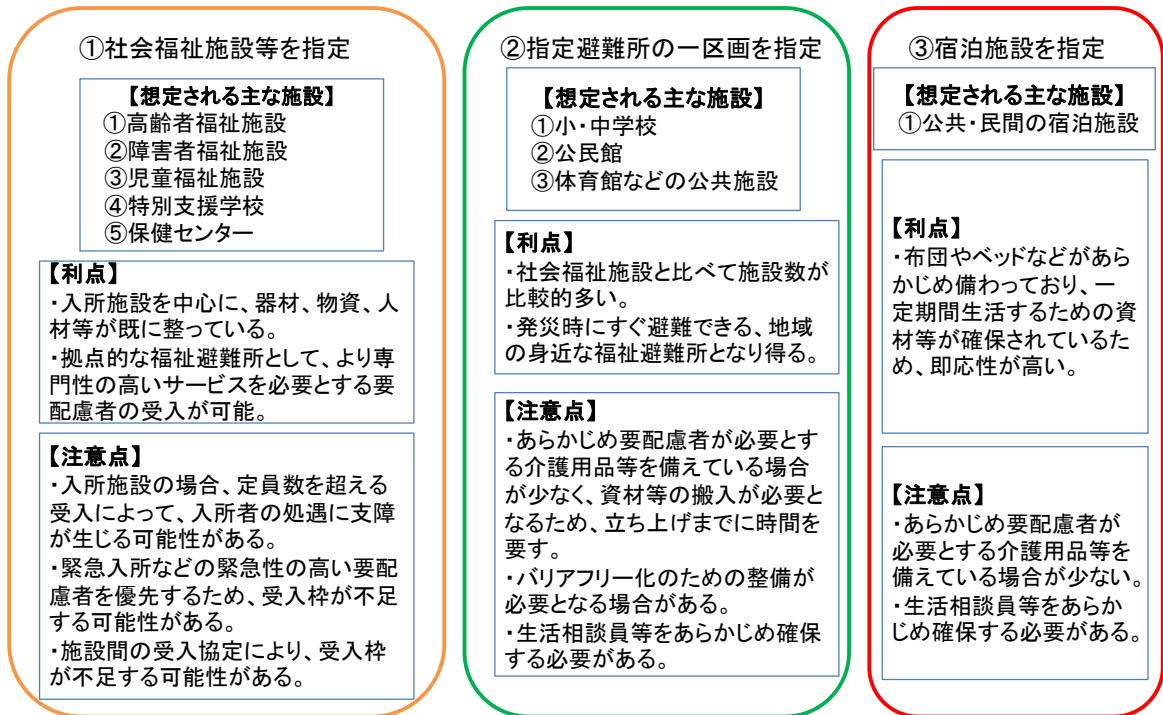 ①社会福祉施設等を指定
【想定される主な施設】
①高齢者福祉施設
②障害者福祉施設
③児童福祉施設
④特別支援学校
⑤保健センター
【利点】
・入所施設を中心に、器材、物資、人
材等が既に整っている。
・拠点的な福祉避難所として、より専
門性の高いサービスを必要とする要
配慮者の受入が可能。
【注意点】
・入所施設の場合、定員数を超える
受入によって、入所者の処遇に支障
が生じる可能性がある。
・緊急入所などの緊急性の高い要配
慮者を優先するため、受入枠が不足
する可能性がある。
・施設間の受入協定により、受入枠
が不足する可能性がある。
②指定避難所の一区画を指定
【想定される主な施設】
①小・中学校
②公民館
③体育館などの公共施設
【利点】
・社会福祉施設と比べて施設数が
比較的多い。
・発災時にすぐ避難できる、地域
の身近な福祉避難所となり得る。
【注意点】
・あらかじめ要配慮者が必要とす
る介護用品等を備えている場合
が少なく、資材等の搬入が必要と
なるため、立ち上げまでに時間を
要す。
・バリアフリー化のための整備が
必要となる場合がある。
・生活相談員等をあらかじめ確保
する必要がある。
③宿泊施設を指定
【想定される主な施設】
①公共・民間の宿泊施設
【利点】
・布団やベッドなどがあら
かじめ備わっており、一
定期間生活するための資
材等が確保されているた
め、即応性が高い。
【注意点】
・あらかじめ要配慮者が
必要とする介護用品等を
備えている場合が少ない。
・生活相談員等をあらか
じめ確保する必要がある。